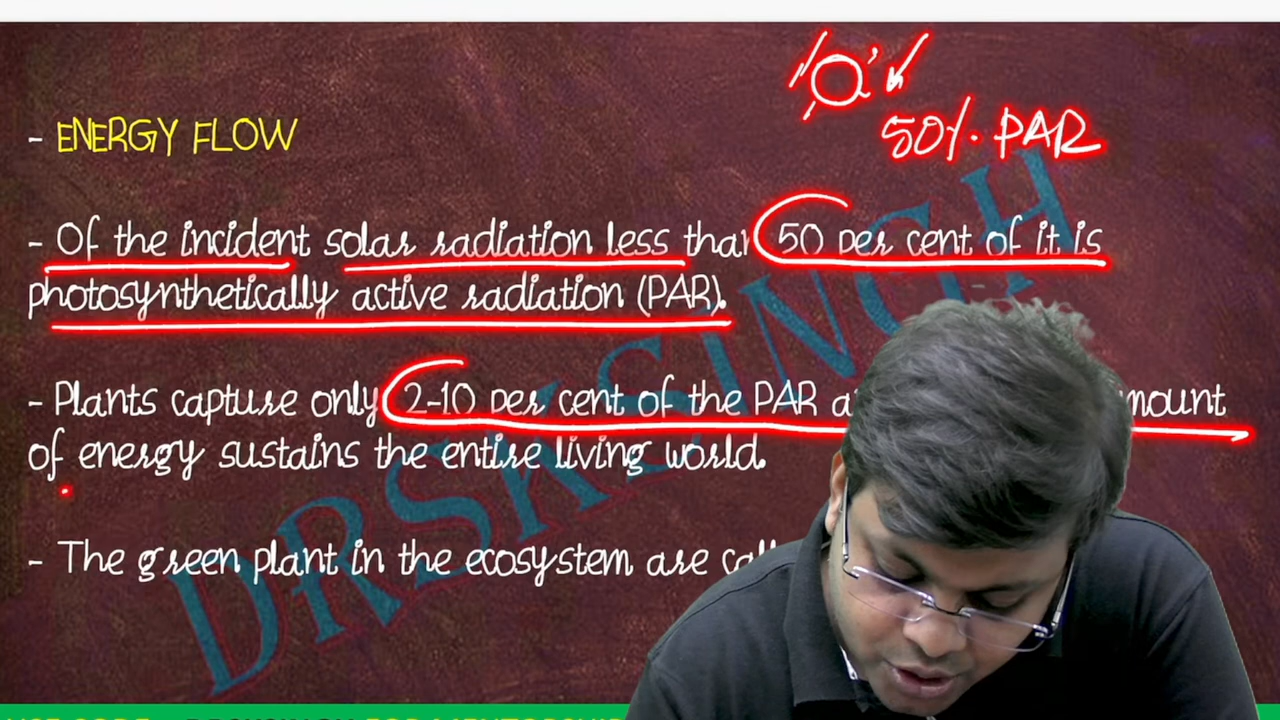 - ENERGY FLOW
50%. PAR
- Of the incident solar radiation less than 50 per cent of it is
photosynthetically active radiation (PAR).
- Plants capture only 2-10 per cent of the PAR
of energy sustains the entire living world.
- The green plant in the ecosystem are
DRSKSINGH